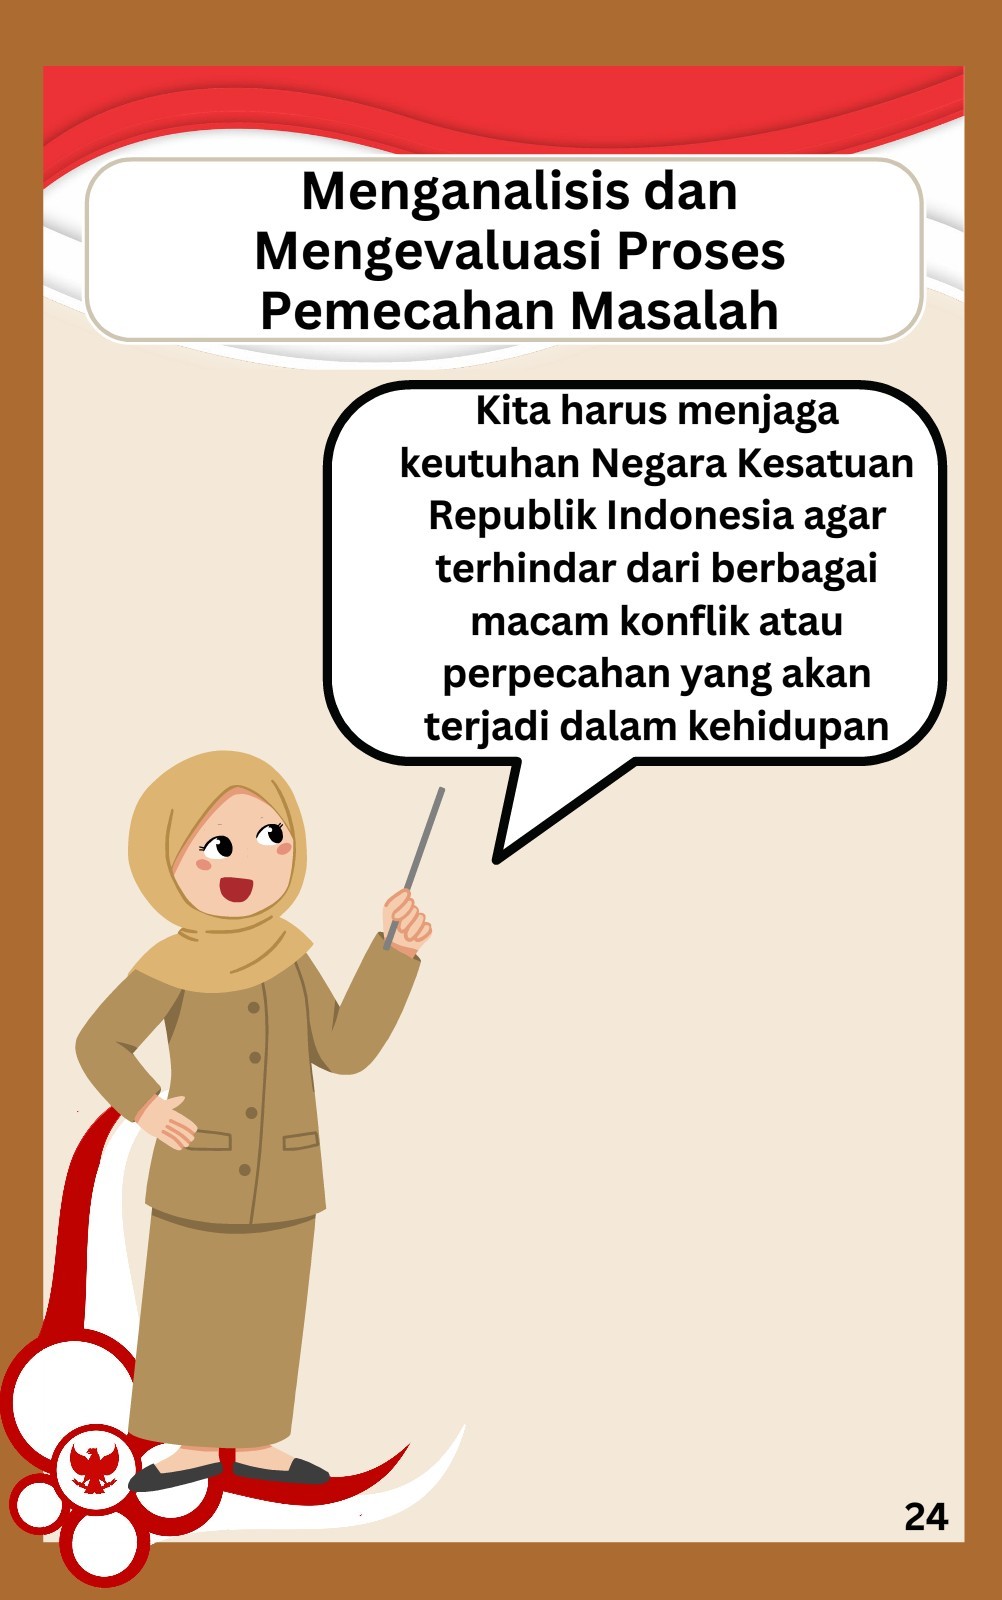 Menganalisis dan
Mengevaluasi Proses
Pemecahan Masalah
Kita harus menjaga
keutuhan Negara Kesatuan
Republik Indonesia agar
terhindar dari berbagai
macam konflik atau
perpecahan yang akan
terjadi dalam kehidupan
24